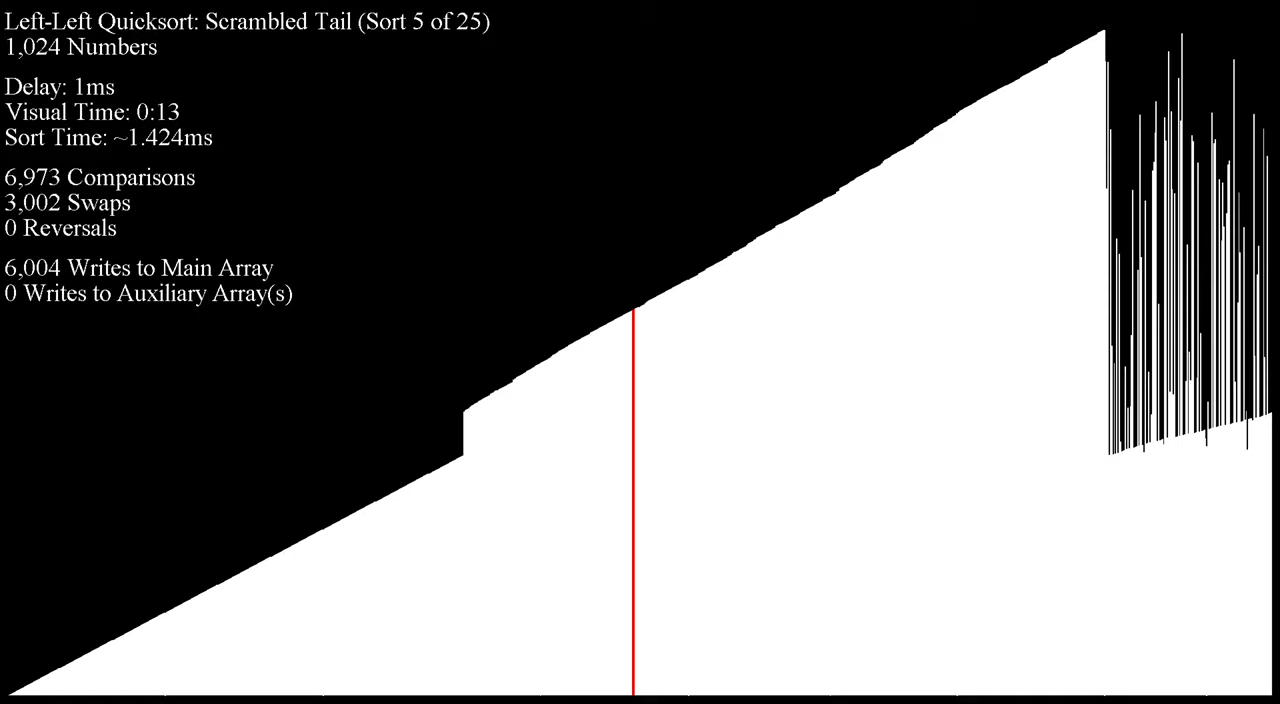 Left-Left Quicksort: Scrambled Tail (Sort 5 of 25)
1,024 Numbers
Delay: 1ms
Visual Time: 0:13
Sort Time: ~1.424ms
6,973 Comparisons
3,002 Swaps
0 Reversals
6,004 Writes to Main Array
0 Writes to Auxiliary Array(s)